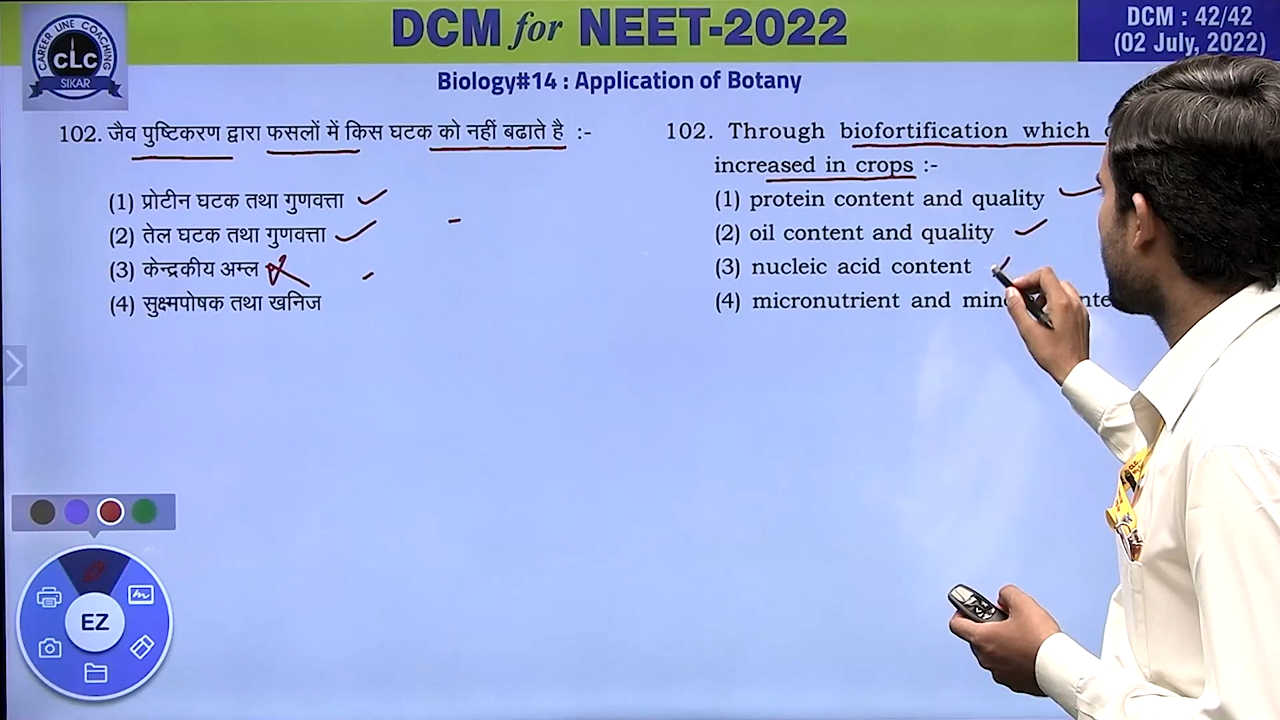 DCM for NEET-2022
DCM : 42/42
(02 July, 2022)
CAREER LINE COACHING
CLC
SIKAR
Biology#14 : Application of Botany
102. जैव पुष्टिकरण द्वारा फसलों में किस घटक को नहीं बढाते है :-
(1) प्रोटीन घटक तथा गुणवत्ता
(2) तेल घटक तथा गुणवत्ता
(3) केन्द्रकीय अम्ल
(4) सुक्ष्मपोषक तथा खनिज
102. Through biofortification which
increased in crops :-
(1) protein content and quality
(2) oil content and quality
(3) nucleic acid content
(4) micronutrient and
EZ